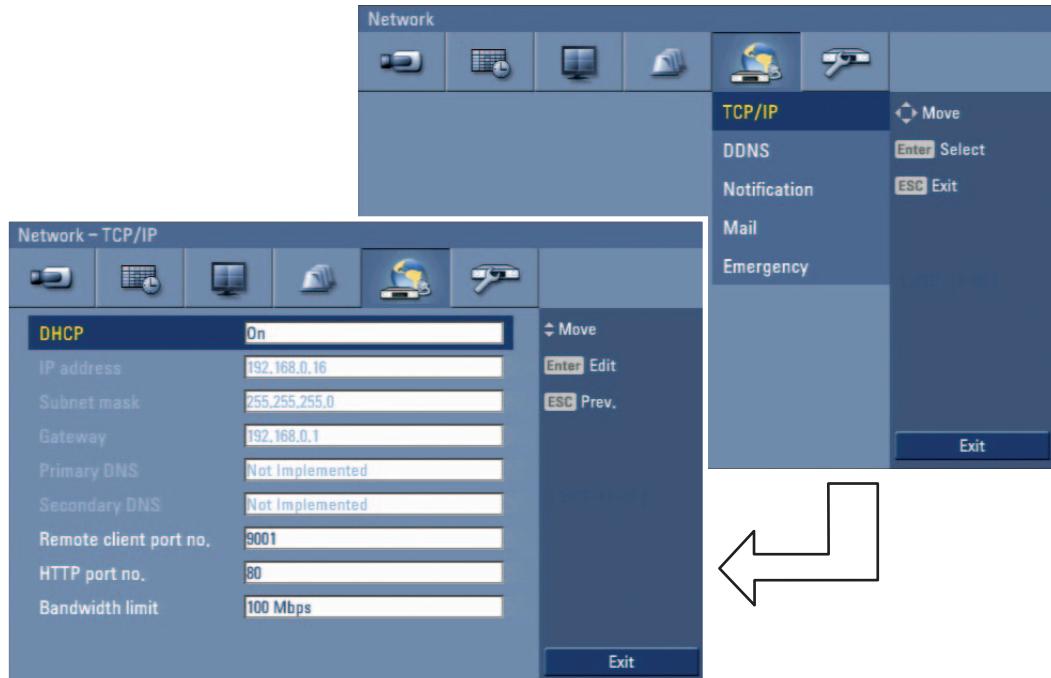 Network
TCP/IP
DDNS
Notification
Mail
Emergency
Move
Enter Select
ESC Exit
Exit
Network – TCP/IP
DHCP On
IP address 192.168.0.16
Subnet mask 255.255.255.0
Gateway 192.168.0.1
Primary DNS Not Implemented
Secondary DNS Not Implemented
Remote client port no. 9001
HTTP port no. 80
Bandwidth limit 100 Mbps
Move
Enter Edit
ESC Prev.
Exit